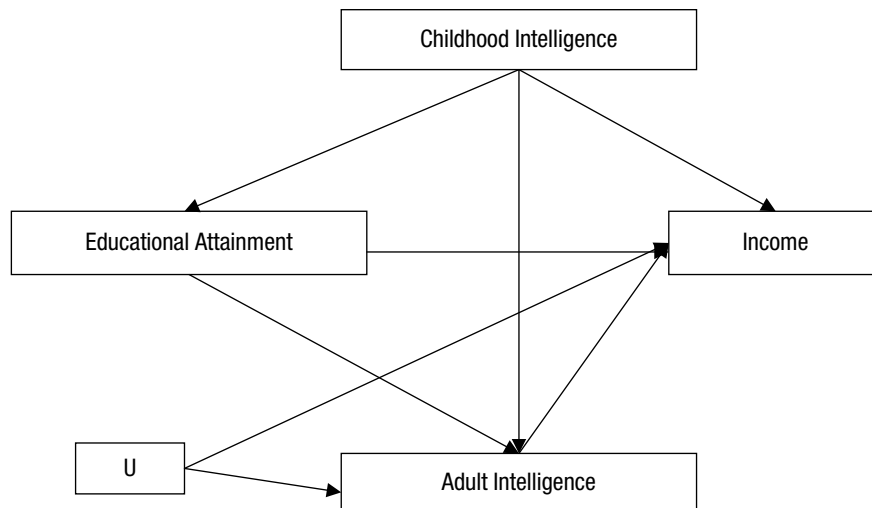 Childhood Intelligence
Educational Attainment
Income
U
Adult Intelligence